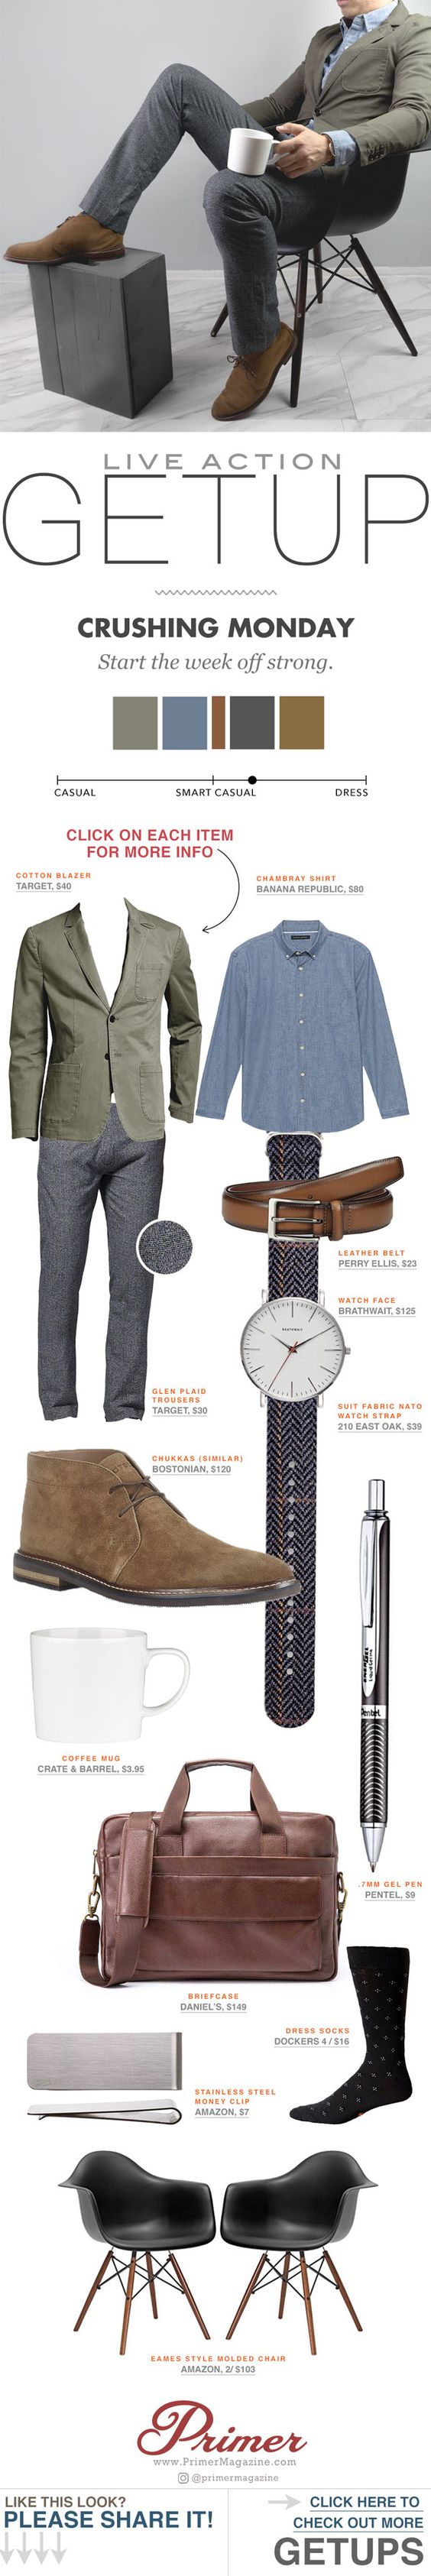 LIVE ACTION
GETUP
CRUSHING MONDAY
Start the week off strong.
CASUAL
SMART CASUAL
DRESS
CLICK ON EACH ITEM
FOR MORE INFO
COTTON BLAZER
TARGET, $40
CHAMBRAY SHIRT
BANANA REPUBLIC, $80
LEATHER BELT
PERRY ELLIS, $23
WATCH FACE
BRATHWAIT, $125
BRATHWAIT
GLEN PLAID
TROUSERS
TARGET, $30
SUIT FABRIC NATO
WATCH STRAP
210 EAST OAK, $39
CHUKKAS (SIMILAR)
BOSTONIAN, $120
Pentel
COFFEE MUG
CRATE & BARREL, $3.95
.7MM GEL PEN
PENTEL, $9
BRIEFCASE
DANIEL'S, $149
DRESS SOCKS
DOCKERS 4 / $16
STAINLESS STEEL
MONEY CLIP
AMAZON, $7
EAMES STYLE MOLDED CHAIR
AMAZON, 2/ $103
Primer
www.PrimerMagazine.com
@primermagazine
LIKE THIS LOOK?
PLEASE SHARE IT!
CLICK HERE TO
CHECK OUT MORE
GETUPS